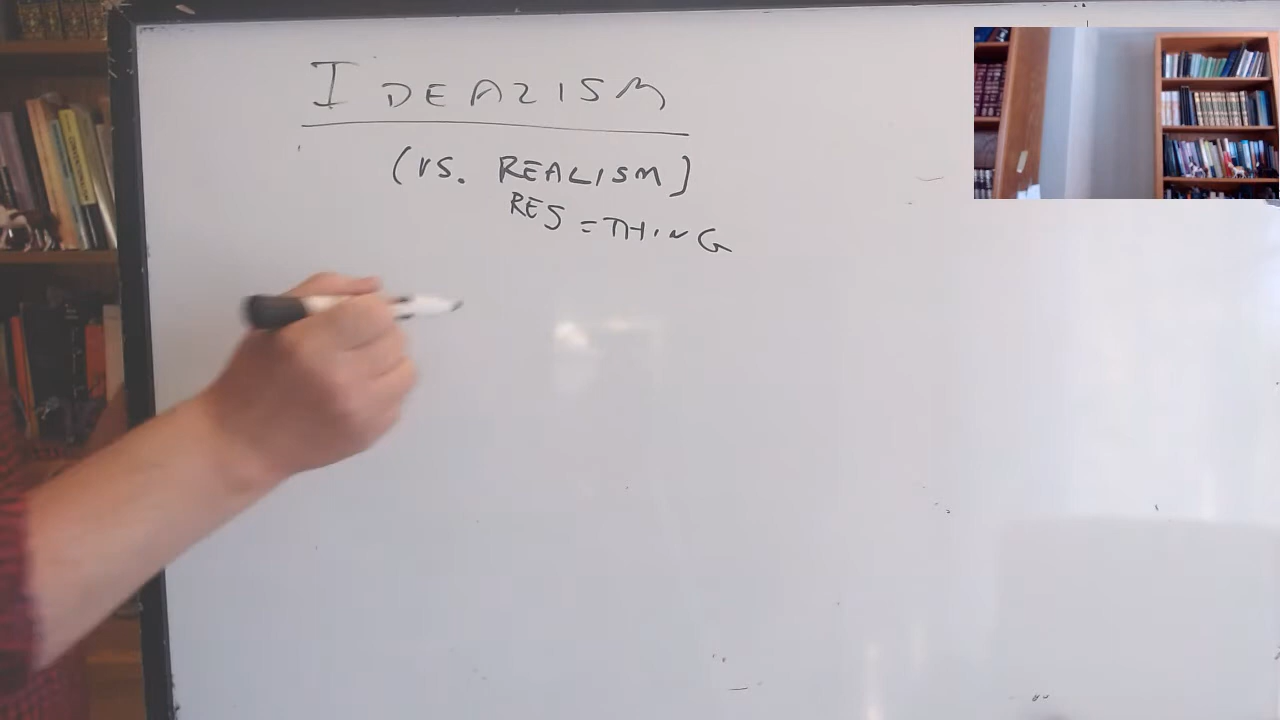 IDEALISM
(VS. REALISM)
RES = THING